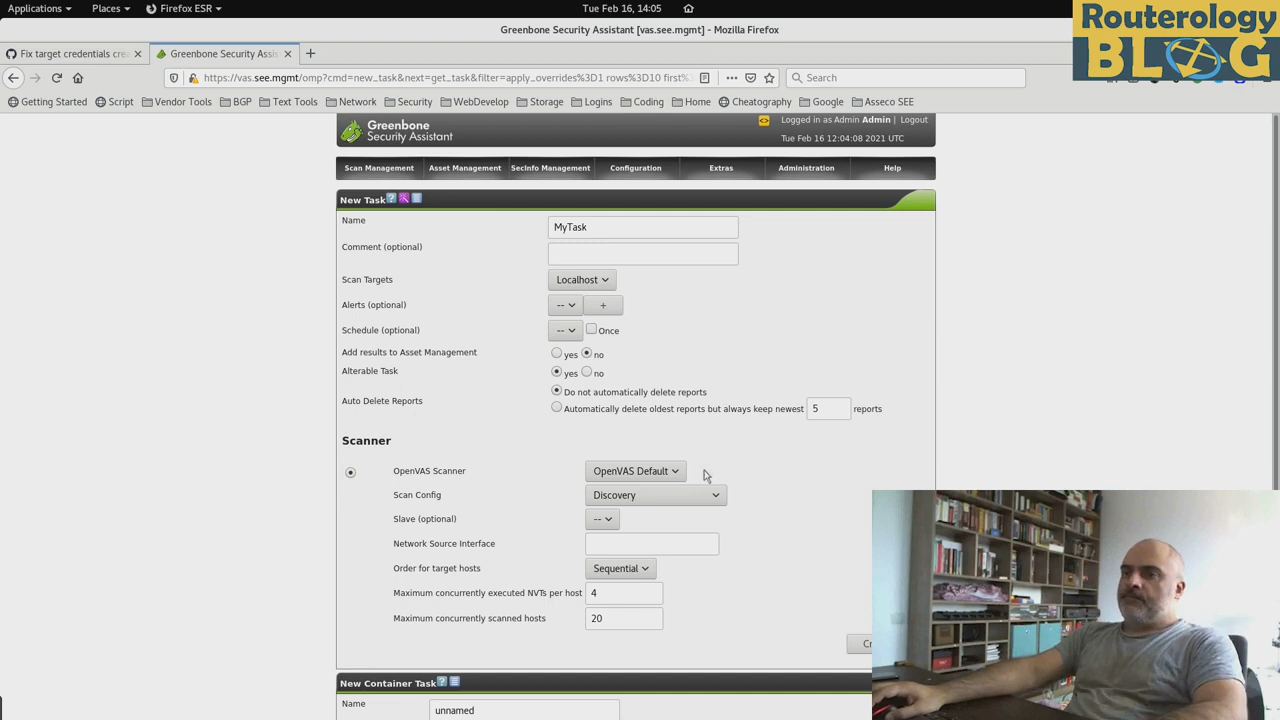 Applications
Places
Firefox ESR
Tue Feb 16, 14:05
Greenbone Security Assistant [vas.see.mgmt] - Mozilla Firefox
Routerology
BLOG
Fix target credentials crea
Greenbone Security Assis
https://vas.see.mgmt/omp?cmd=new_task&next=get_task&filter=apply_overrides%3D1 rows%3D10 first%
Search
Getting Started
Script
Vendor Tools
BGP
Text Tools
Network
Security
WebDevelop
Storage
Logins
Coding
Home
Cheatography
Google
Asseco SEE
Greenbone
Security Assistant
Logged in as Admin Admin | Logout
Tue Feb 16 12:04:08 2021 UTC
Scan Management
Asset Management
SecInfo Management
Configuration
Extras
Administration
Help
New Task
Name
MyTask
Comment (optional)
Scan Targets
Localhost
Alerts (optional)
--
+
Schedule (optional)
--
Once
Add results to Asset Management
yes
no
Alterable Task
yes
no
Auto Delete Reports
Do not automatically delete reports
Automatically delete oldest reports but always keep newest 5 reports
Scanner
OpenVAS Scanner
OpenVAS Default
Scan Config
Discovery
Slave (optional)
--
Network Source Interface
Order for target hosts
Sequential
Maximum concurrently executed NVTs per host
4
Maximum concurrently scanned hosts
20
Cr
New Container Task
Name
unnamed